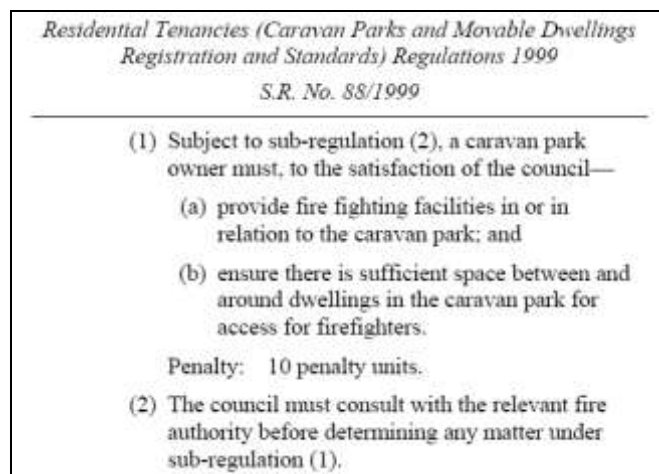 Residential Tenancies (Caravan Parks and Movable Dwellings
Registration and Standards) Regulations 1999
S.R. No. 88/1999
(1) Subject to sub-regulation (2), a caravan park
owner must, to the satisfaction of the council—
(a) provide fire fighting facilities in or in
relation to the caravan park; and
(b) ensure there is sufficient space between and
around dwellings in the caravan park for
access for firefighters.
Penalty: 10 penalty units.
(2) The council must consult with the relevant fire
authority before determining any matter under
sub-regulation (1).